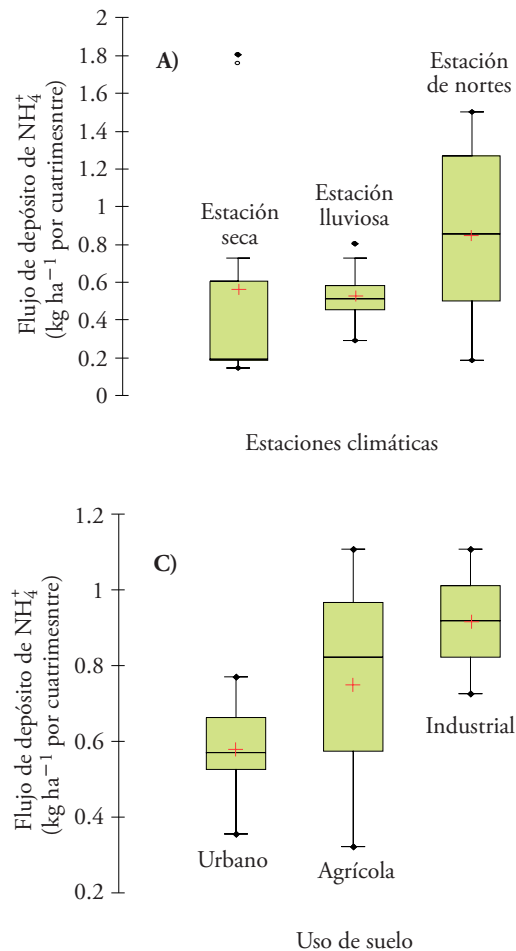 A)
Flujo de depósito de NH₄⁺
(kg ha⁻¹ por cuatrimesntre)
2
1.8
1.6
1.4
1.2
1
0.8
0.6
0.4
0.2
0
Estación
seca
Estación
lluviosa
Estación
de nortes
Estaciones climáticas
C)
Flujo de depósito de NH₄⁺
(kg ha⁻¹ por cuatrimesntre)
1.2
1
0.8
0.6
0.4
0.2
Urbano
Agrícola
Industrial
Uso de suelo